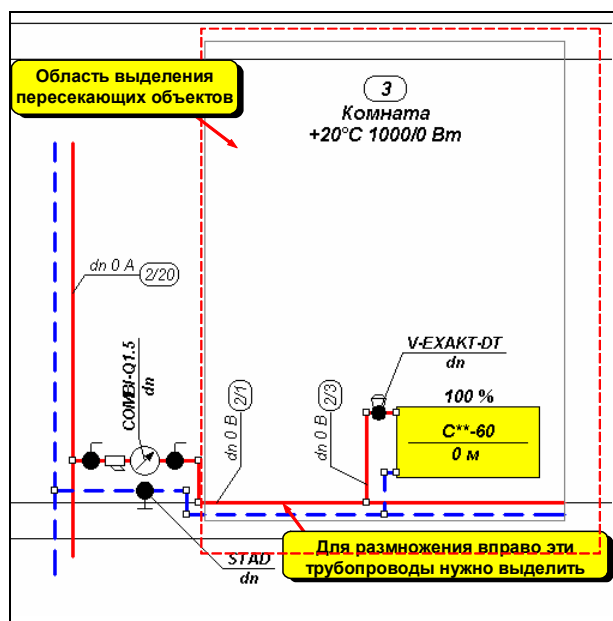 Область выделения
пересекающих объектов
3
Комната
+20°C 1000/0 Вт
dn 0 A
2/20
COMBI-Q1.5
dn
V-EXAKT-DT
dn
dn 0 B
2/1
dn 0 B
2/3
100 %
C**-60
0 м
STAD
dn
Для размножения вправо эти
трубопроводы нужно выделить